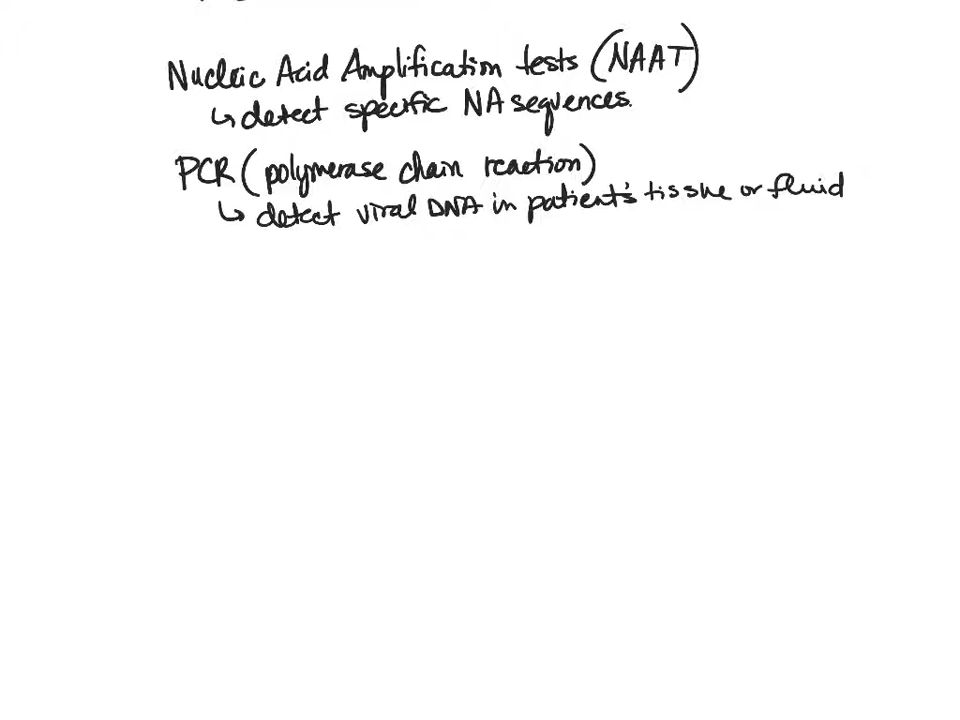 Nucleic Acid Amplification tests (NAAT)
↳ detect specific NA sequences.
PCR (polymerase chain reaction)
↳ detect viral DNA in patient's tissue or fluid